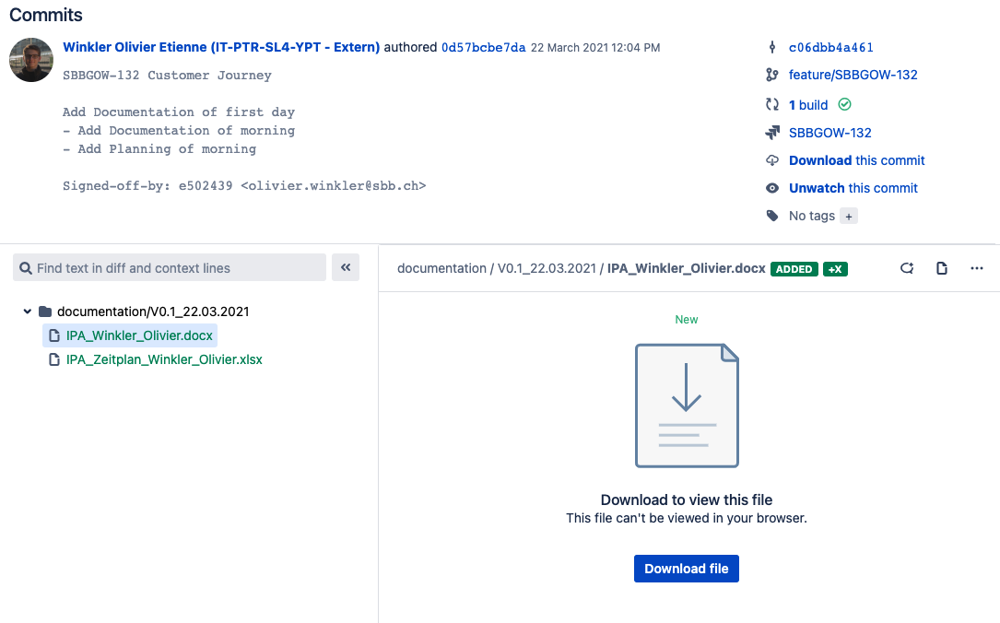 Commits
Winkler Olivier Etienne (IT-PTR-SL4-YPT - Extern) authored 0d57bcbe7da 22 March 2021 12:04 PM
SBBGOW-132 Customer Journey
Add Documentation of first day
- Add Documentation of morning
- Add Planning of morning
Signed-off-by: e502439 <olivier.winkler@sbb.ch>
c06dbb4a461
feature/SBBGOW-132
1 build
SBBGOW-132
Download this commit
Unwatch this commit
No tags +
Find text in diff and context lines
documentation/V0.1_22.03.2021
IPA_Winkler_Olivier.docx
IPA_Zeitplan_Winkler_Olivier.xlsx
documentation / V0.1_22.03.2021 / IPA_Winkler_Olivier.docx ADDED +X
New
Download to view this file
This file can't be viewed in your browser.
Download file